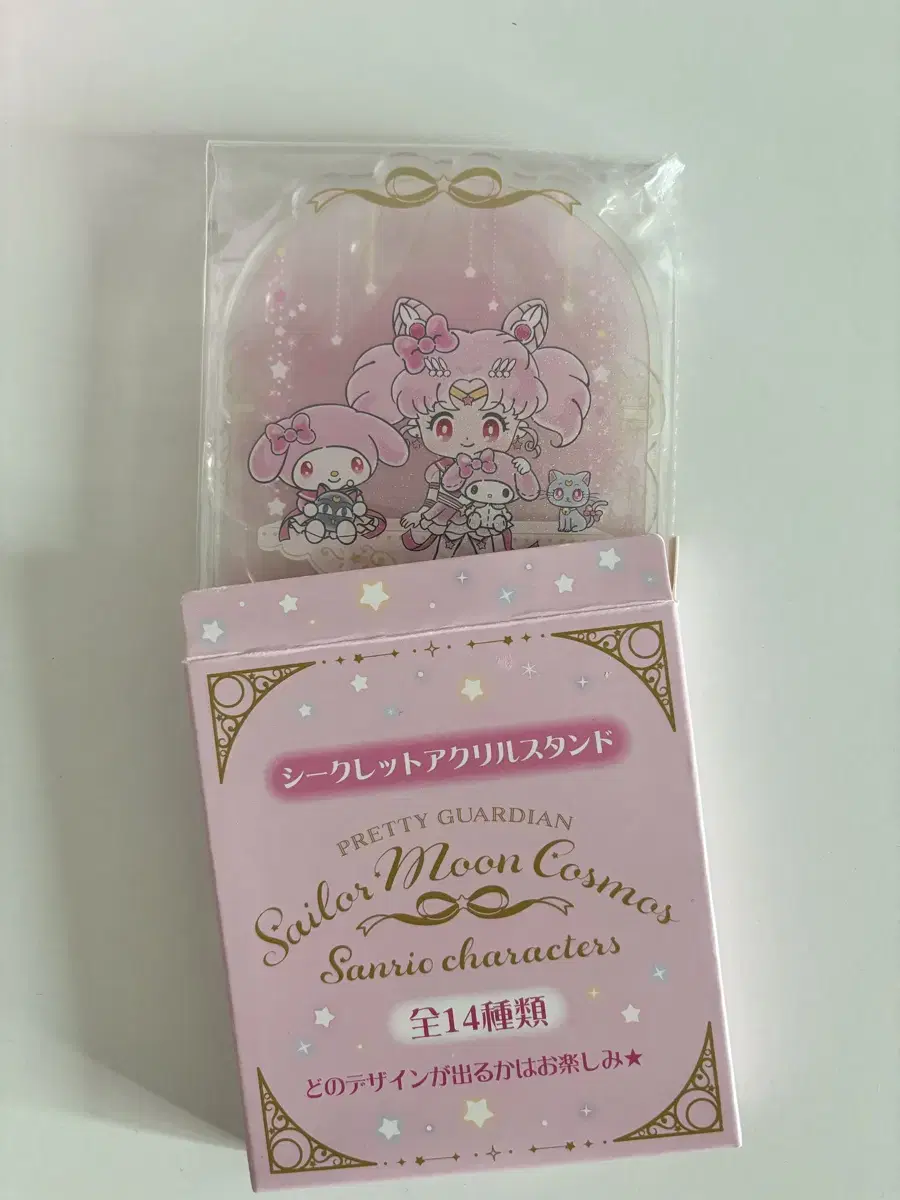 シークレットアクリルスタンド
PRETTY GUARDIAN
Sailor Moon Cosmos
Sanrio characters
全14種類
どのデザインが出るかはお楽しみ★